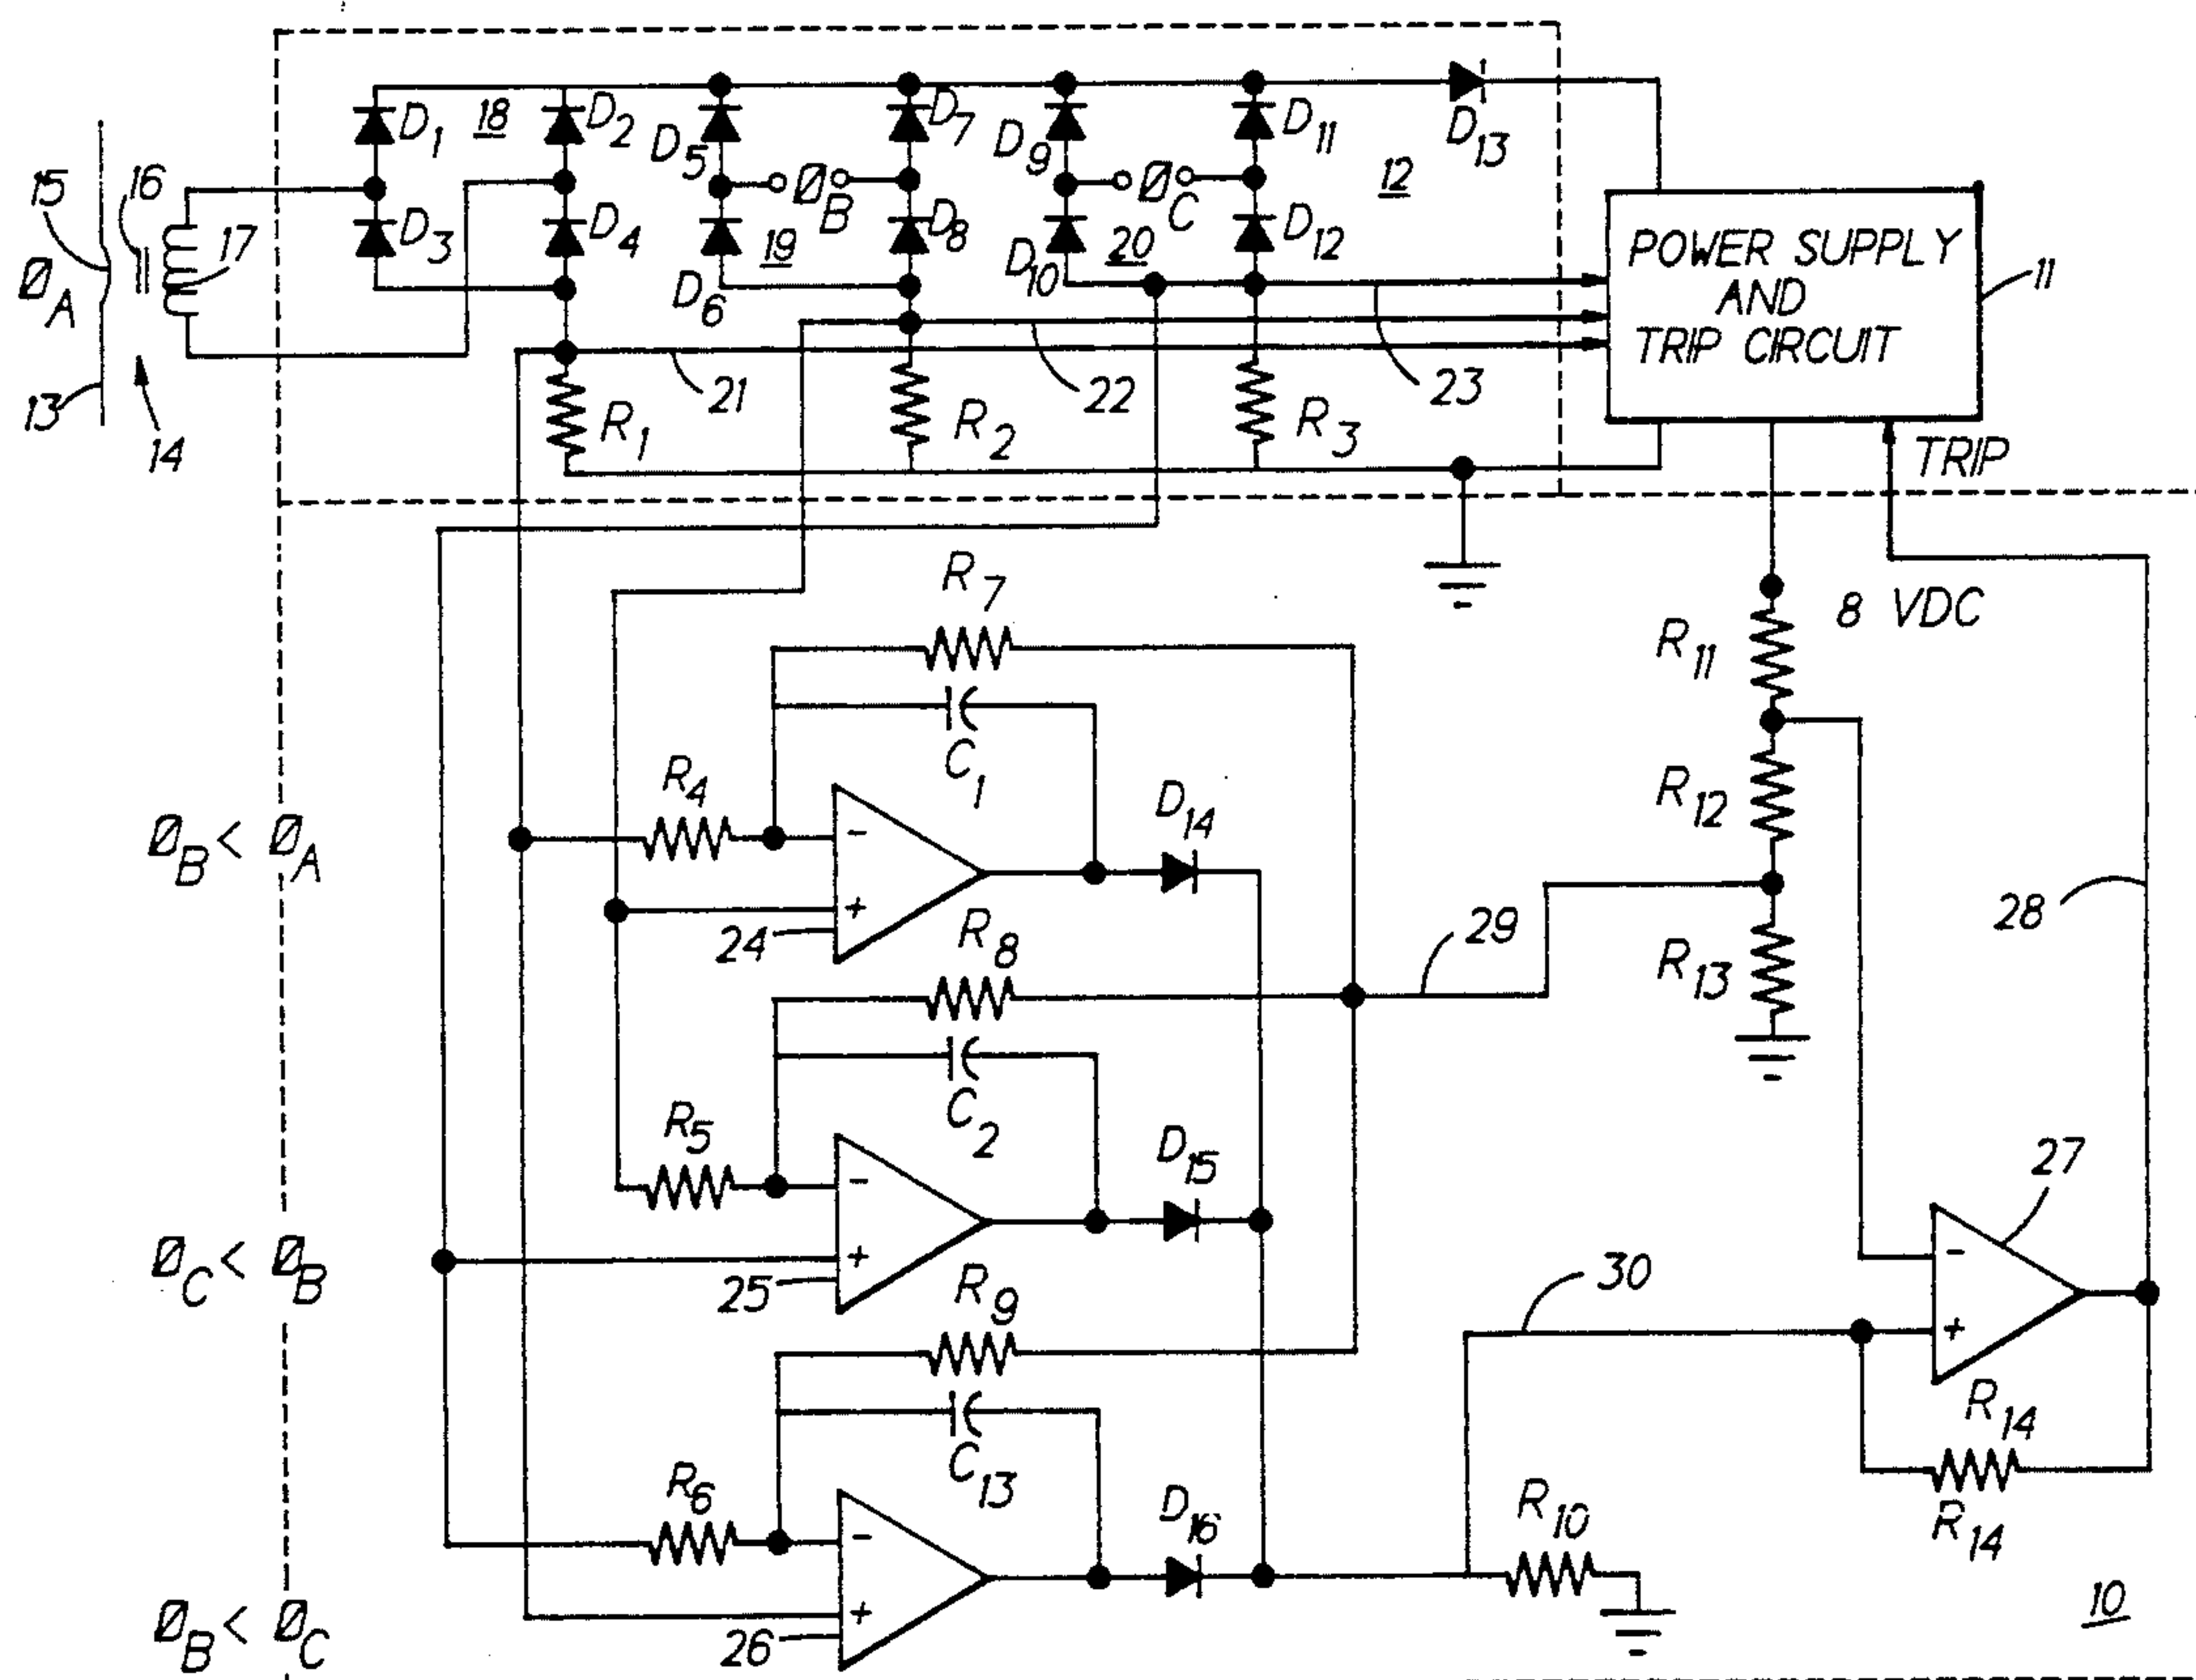 D1
18
D2
D5
D7
D9
D11
12
D13
15
16
17
ØA
D3
D4
ØB
D8
19
D6
ØC
D10
20
D12
POWER SUPPLY
AND
TRIP CIRCUIT
11
13
14
R1
21
R2
22
R3
23
TRIP
8 VDC
R7
C1
R4
D14
ØB < ØA
-
+
24
R11
R12
R13
28
29
R8
C2
R5
D15
ØC < ØB
-
+
25
27
30
-
+
R9
C13
R6
D16
R14
R14
R10
ØB < ØC
-
+
26
10